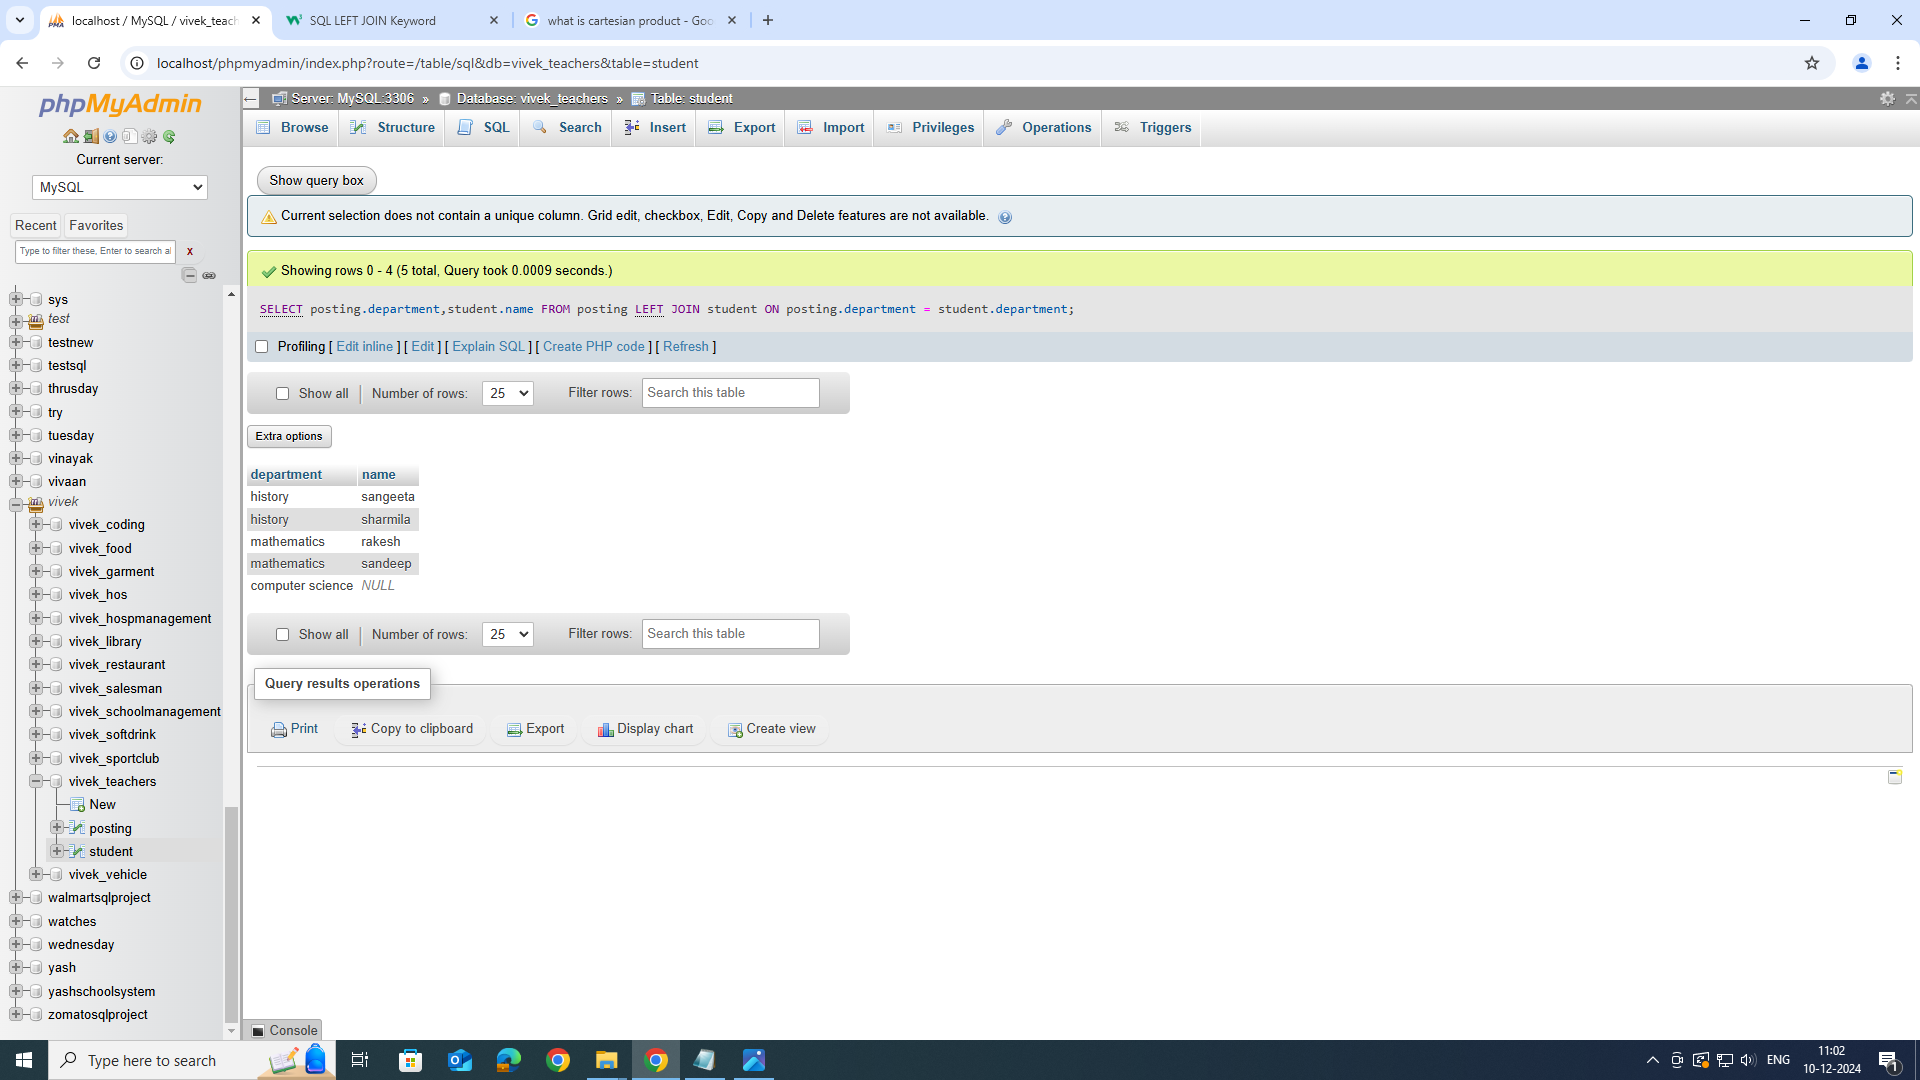 localhost / MySQL / vivek_teach
SQL LEFT JOIN Keyword
what is cartesian product - Goo
localhost/phpmyadmin/index.php?route=/table/sql&db=vivek_teachers&table=student
phpMyAdmin
Current server:
MySQL
Recent
Favorites
Type to filter these, Enter to search al
X
sys
test
testnew
testsql
thrusday
try
tuesday
vinayak
vivaan
vivek
vivek_coding
vivek_food
vivek_garment
vivek_hos
vivek_hospmanagement
vivek_library
vivek_restaurant
vivek_salesman
vivek_schoolmanagement
vivek_softdrink
vivek_sportclub
vivek_teachers
New
posting
student
vivek_vehicle
walmartsqlproject
watches
wednesday
yash
yashschoolsystem
zomatosqlproject
Server: MySQL:3306 » Database: vivek_teachers » Table: student
Browse Structure SQL Search Insert Export Import Privileges Operations Triggers
Show query box
Current selection does not contain a unique column. Grid edit, checkbox, Edit, Copy and Delete features are not available.
Showing rows 0 - 4 (5 total, Query took 0.0009 seconds.)
SELECT posting.department,student.name FROM posting LEFT JOIN student ON posting.department = student.department;
Profiling [ Edit inline ] [ Edit ] [ Explain SQL ] [ Create PHP code ] [ Refresh ]
Show all Number of rows: 25 Filter rows: Search this table
Extra options
department name
history sangeeta
history sharmila
mathematics rakesh
mathematics sandeep
computer science NULL
Show all Number of rows: 25 Filter rows: Search this table
Query results operations
Print Copy to clipboard Export Display chart Create view
Console
Type here to search
ENG
11:02
10-12-2024
1